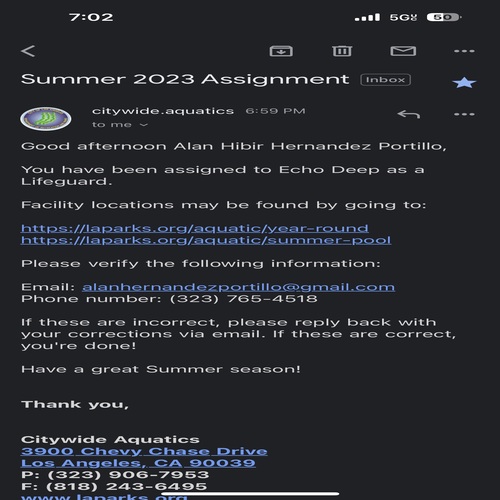 7:02
5G
50
Summer 2023 Assignment Inbox
citywide.aquatics 6:59 PM
to me
Good afternoon Alan Hibir Hernandez Portillo,
You have been assigned to Echo Deep as a
Lifeguard.
Facility locations may be found by going to:
https://laparks.org/aquatic/year-round
https://laparks.org/aquatic/summer-pool
Please verify the following information:
Email: alanhernandezportillo@gmail.com
Phone number: (323) 765-4518
If these are incorrect, please reply back with
your corrections via email. If these are correct,
you're done!
Have a great Summer season!
Thank you,
Citywide Aquatics
3900 Chevy Chase Drive
Los Angeles, CA 90039
P: (323) 906-7953
F: (818) 243-6495
www.laparks.org